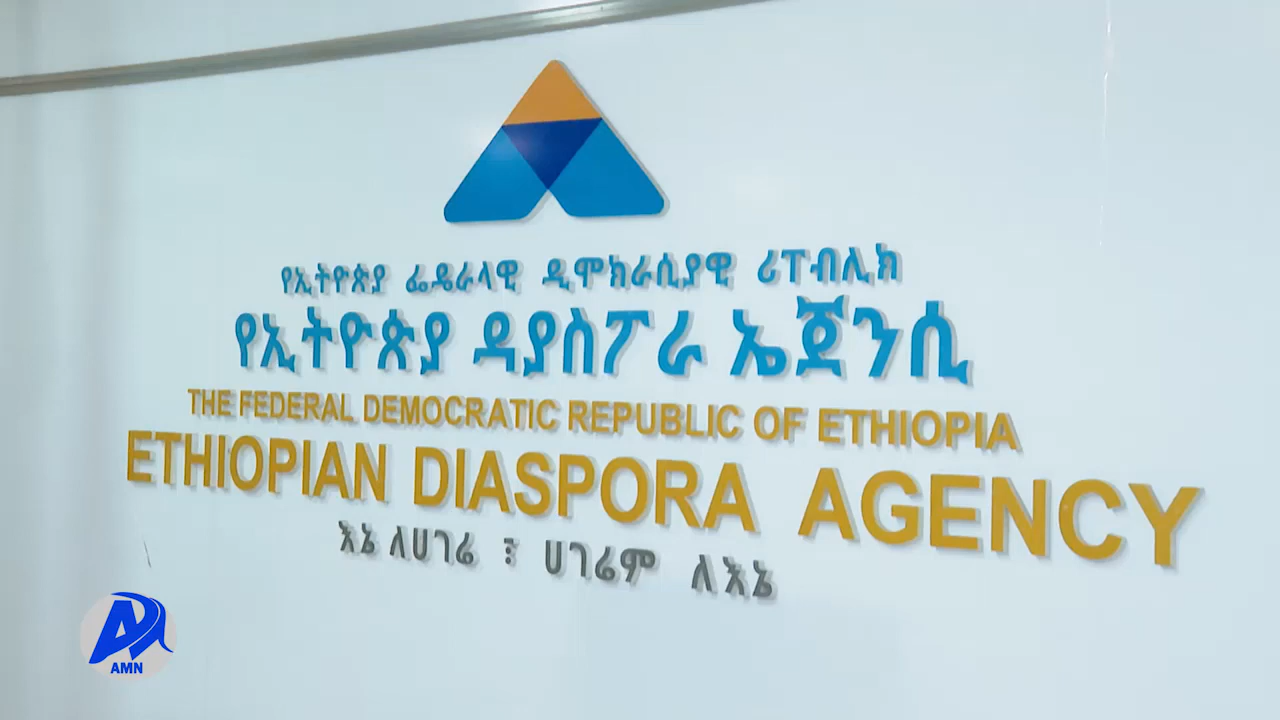 የኢትዮጵያ ፌዴራላዊ ዲሞክራሲያዊ ሪፐብሊክ
የኢትዮጵያ ዳያስፖራ ኤጀንሲ
THE FEDERAL DEMOCRATIC REPUBLIC OF ETHIOPIA
ETHIOPIAN DIASPORA AGENCY
እኔ ለሀገሬ ፣ ሀገሬም ለእኔ
AMN